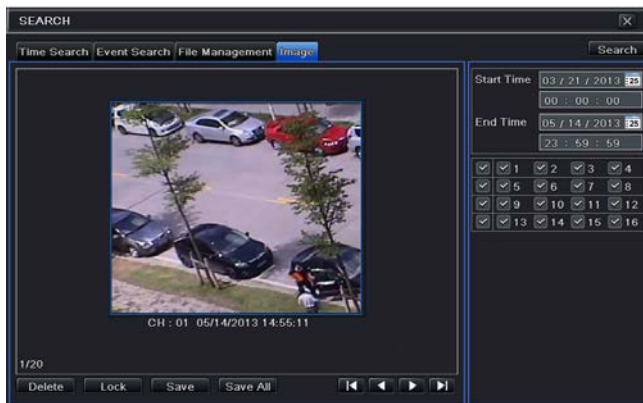 SEARCH
Time Search Event Search File Management Image
Search
Start Time 03 / 21 / 2013 25
00 : 00 : 00
End Time 05 / 14 / 2013 25
23 : 59 : 59
1 2 3 4
5 6 7 8
9 10 11 12
13 14 15 16
CH : 01 05/14/2013 14:55:11
1/20
Delete Lock Save Save All